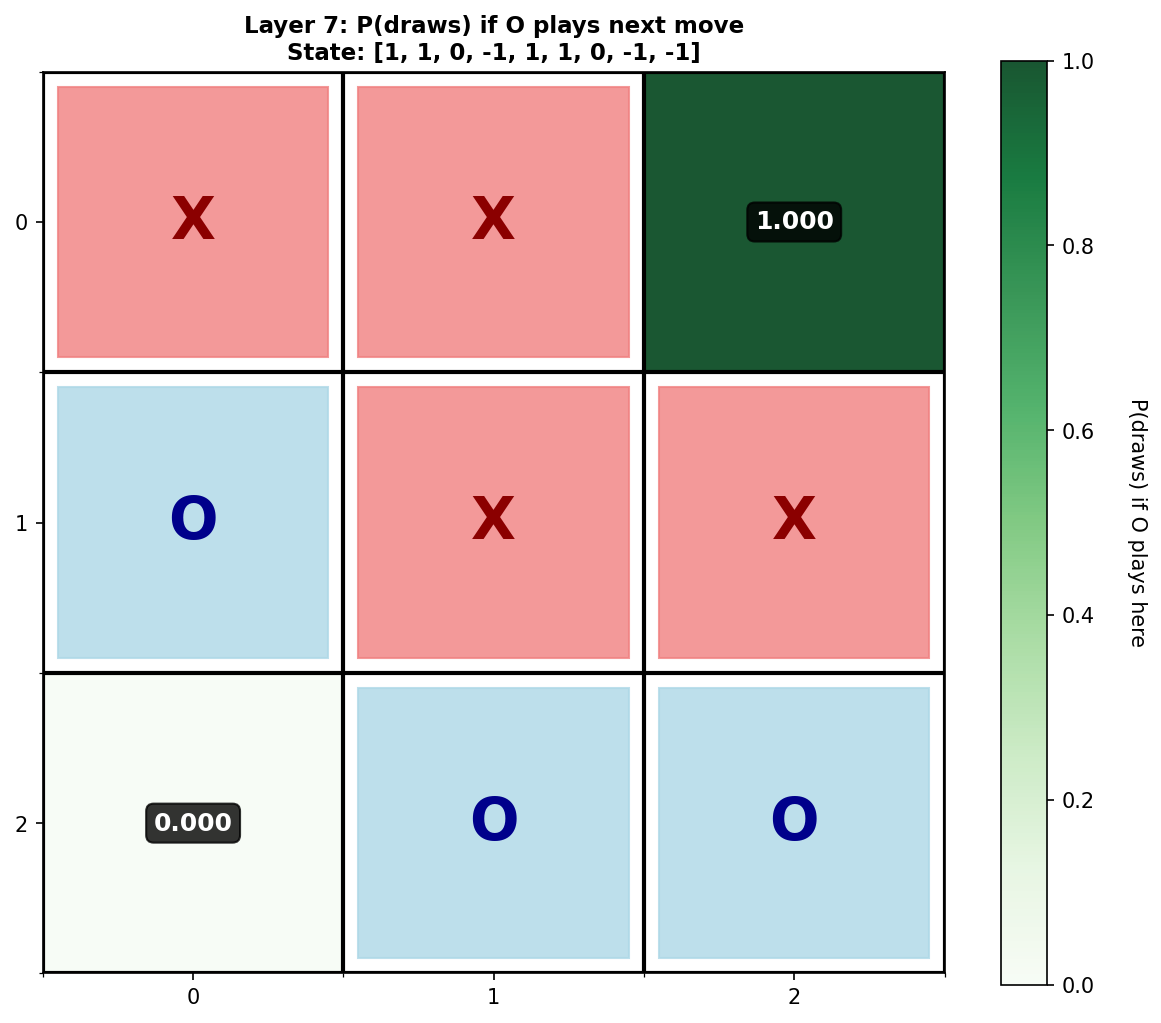 Layer 7: P(draws) if O plays next move
State: [1, 1, 0, -1, 1, 1, 0, -1, -1]
X
X
1.000
O
X
X
0.000
O
O
0
1
2
0
1
2
1.0
0.8
0.6
0.4
0.2
0.0
P(draws) if O plays here